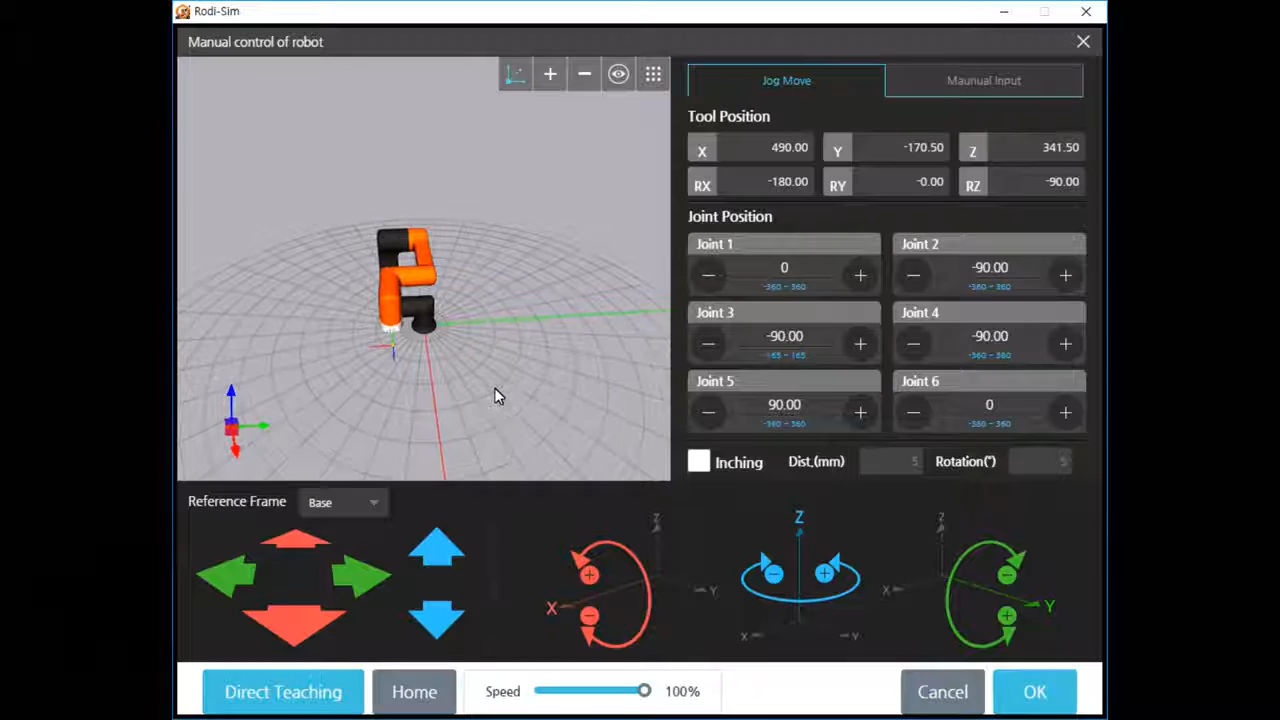 Rodi-Sim
Manual control of robot
Jog Move
Maunual Input
Tool Position
X 490.00 Y -170.50 Z 341.50
RX -180.00 RY -0.00 RZ -90.00
Joint Position
Joint 1 Joint 2
0 -90.00
-360 ~ 360 -360 ~ 360
Joint 3 Joint 4
-90.00 -90.00
-165 ~ 165 -360 ~ 360
Joint 5 Joint 6
90.00 0
-360 ~ 360 -360 ~ 360
Inching Dist.(mm) 5 Rotation(°) 5
Reference Frame Base
Z X Y
Z X Y
Z X Y
Direct Teaching Home Speed 100% Cancel OK